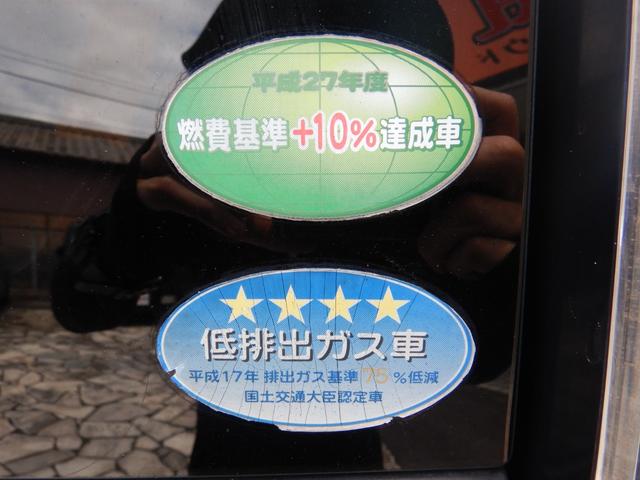 平成27年度
燃費基準+10%達成車
低排出ガス車
平成17年 排出ガス基準75%低減
国土交通大臣認定車